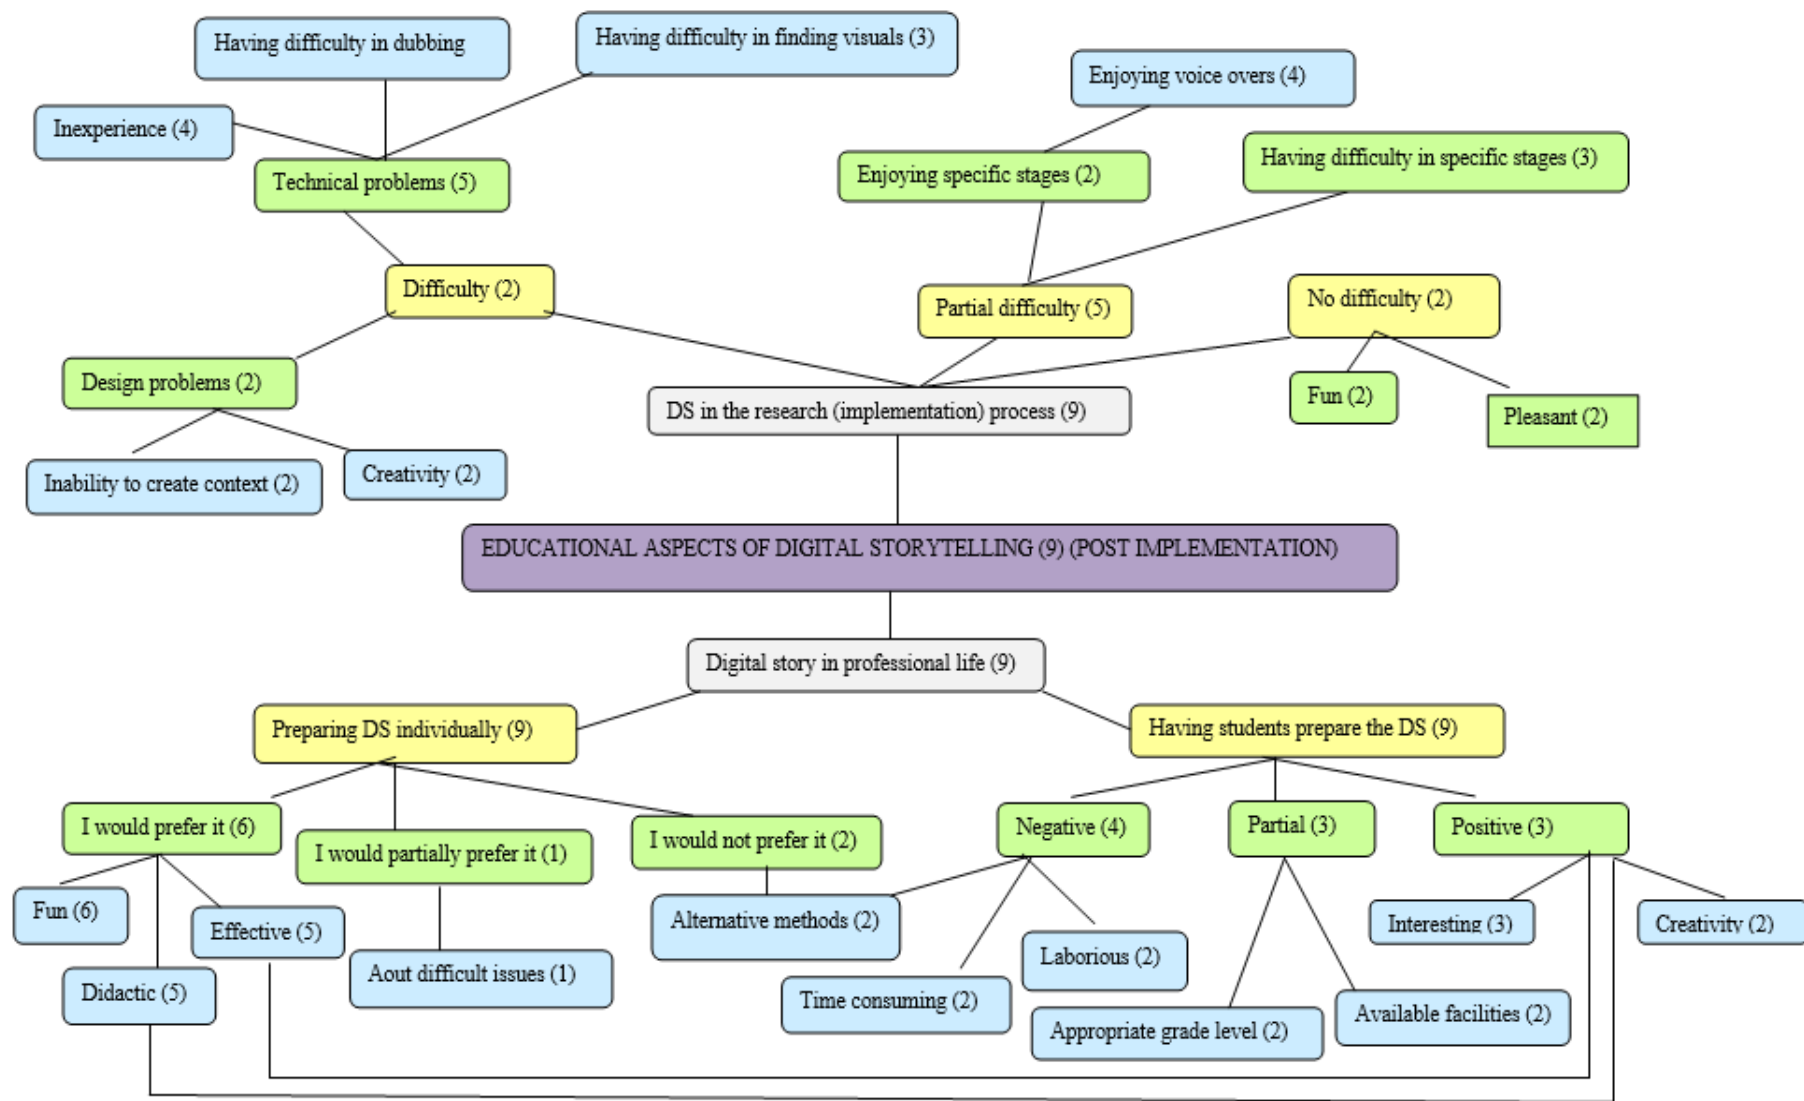 Having difficulty in dubbing
Having difficulty in finding visuals (3)
Enjoying voice overs (4)
Inexperience (4)
Technical problems (5)
Enjoying specific stages (2)
Having difficulty in specific stages (3)
Difficulty (2)
Partial difficulty (5)
No difficulty (2)
Design problems (2)
DS in the research (implementation) process (9)
Fun (2)
Pleasant (2)
Inability to create context (2)
Creativity (2)
EDUCATIONAL ASPECTS OF DIGITAL STORYTELLING (9) (POST IMPLEMENTATION)
Digital story in professional life (9)
Preparing DS individually (9)
Having students prepare the DS (9)
I would prefer it (6)
I would partially prefer it (1)
I would not prefer it (2)
Negative (4)
Partial (3)
Positive (3)
Fun (6)
Effective (5)
Didactic (5)
Aout difficult issues (1)
Alternative methods (2)
Time consuming (2)
Laborious (2)
Appropriate grade level (2)
Available facilities (2)
Interesting (3)
Creativity (2)